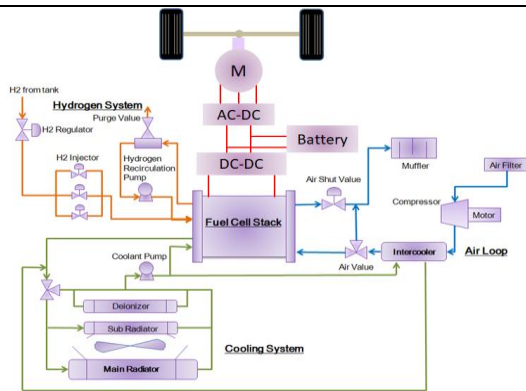 M
H2 from tank
Hydrogen System
Purge Value
AC-DC
H2 Regulator
Battery
H2 Injector
Hydrogen
Recirculation
Pump
DC-DC
Air Shut Value
Muffler
Air Filter
Compressor
Motor
Fuel Cell Stack
Coolant Pump
Air Value
Intercooler
Air Loop
Deionizer
Sub Radiator
Cooling System
Main Radiator